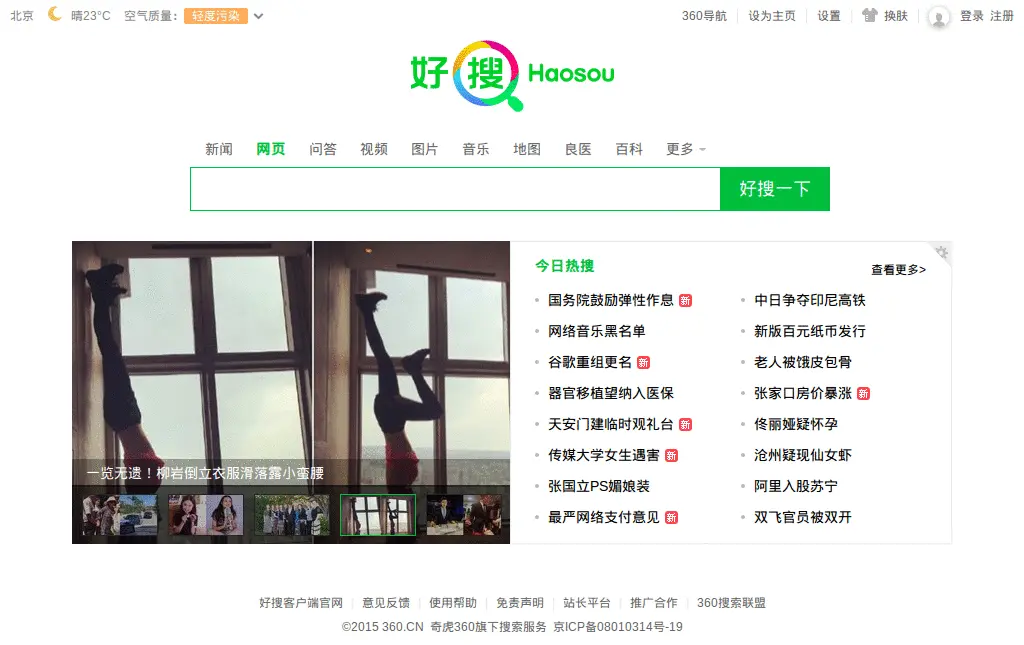 北京 晴23°C 空气质量： 轻度污染 360导航 设为主页 设置 换肤 登录 注册
好搜 Haosou
新闻 网页 问答 视频 图片 音乐 地图 良医 百科 更多
好搜一下
今日热搜 查看更多>
国务院鼓励弹性作息 新 中日争夺印尼高铁
网络音乐黑名单 新版百元纸币发行
谷歌重组更名 新 老人被饿皮包骨
器官移植望纳入医保 张家口房价暴涨 新
天安门建临时观礼台 新 佟丽娅疑怀孕
传媒大学女生遇害 新 沧州疑现仙女虾
张国立PS媚娘装 阿里入股苏宁
最严网络支付意见 新 双飞官员被双开
一览无遗！柳岩倒立衣服滑落露小蛮腰
好搜客户端官网 意见反馈 使用帮助 免责声明 站长平台 推广合作 360搜索联盟
©2015 360.CN 奇虎360旗下搜索服务 京ICP备08010314号-19